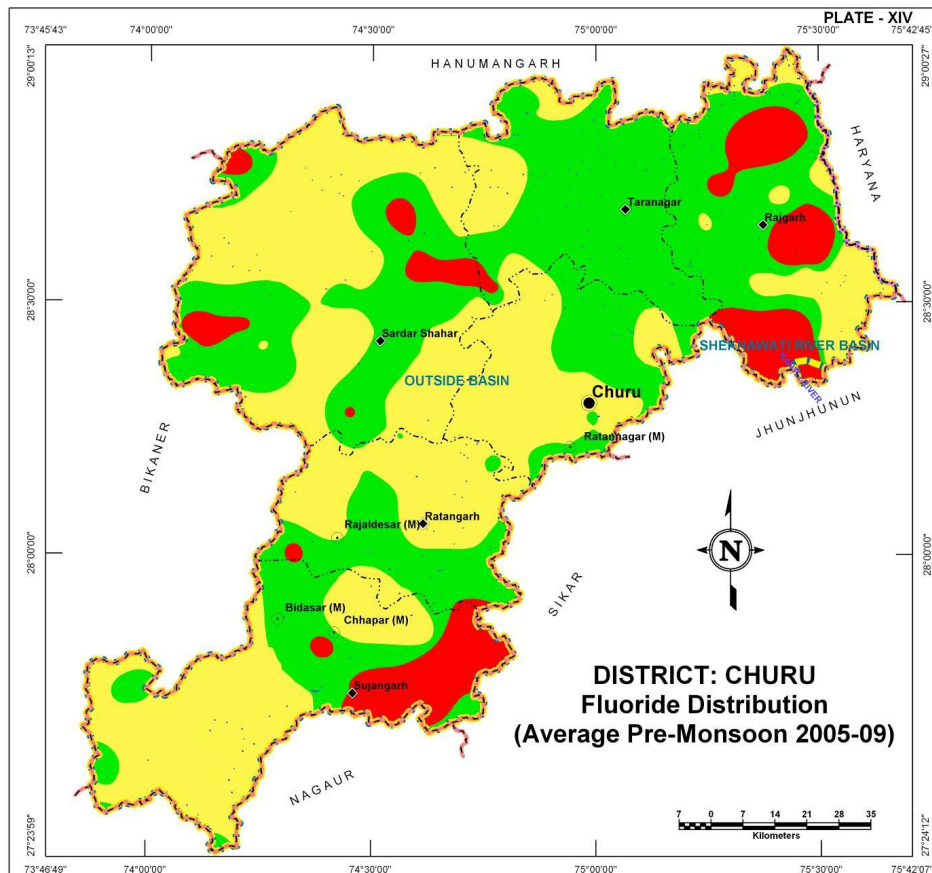 PLATE - XIV
73°45'43" 74°00'00" 74°30'00" 75°00'00" 75°30'00" 75°42'45"
29°00'13"
29°00'27"
HANUMANGARH
HARYANA
Taranagar
Rajgarh
28°30'00"
28°30'00"
Sardar Shahar
SHEKHAWATI RIVER BASIN
OUTSIDE BASIN
RIVER
Churu
JHUNJHUNUN
Ratannagar (M)
BIKANER
Ratangarh
Rajaldesar (M)
28°00'00"
28°00'00"
N
SIKAR
Bidasar (M)
Chhapar (M)
DISTRICT: CHURU
Sujangarh
Fluoride Distribution
(Average Pre-Monsoon 2005-09)
NAGAUR
7 0 7 14 21 28 35
Kilometers
27°23'59"
27°24'12"
73°46'49" 74°00'00" 74°30'00" 75°00'00" 75°30'00" 75°42'07"